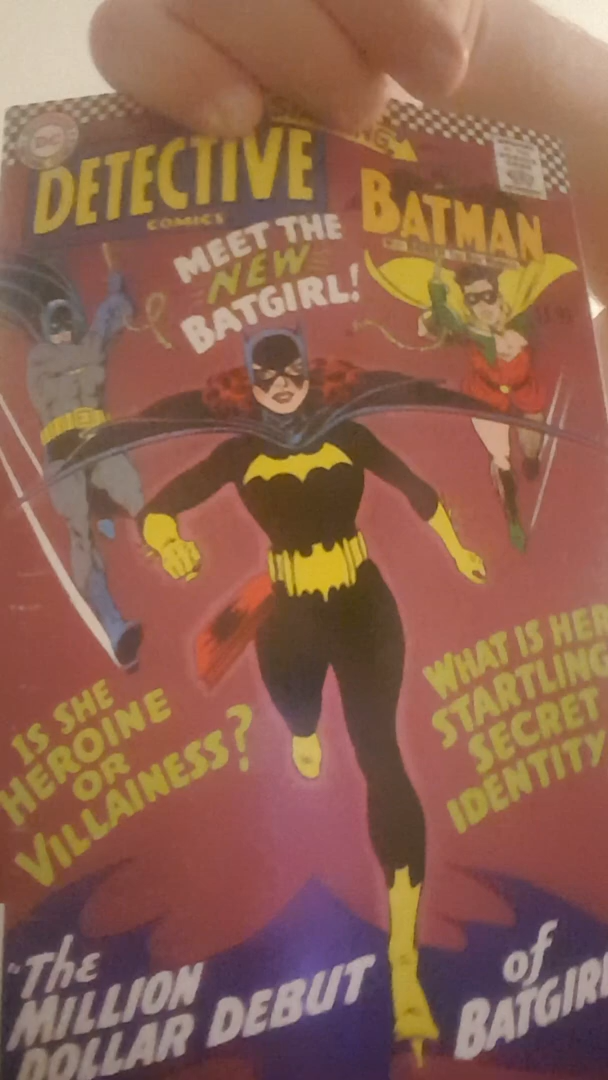 DC
DETECTIVE
COMICS
BATMAN
MEET THE
NEW
BATGIRL!
IS SHE
HEROINE
OR
VILLAINESS?
WHAT IS HER
STARTLING
SECRET
IDENTITY
"The
MILLION
DOLLAR DEBUT
of
BATGIRL